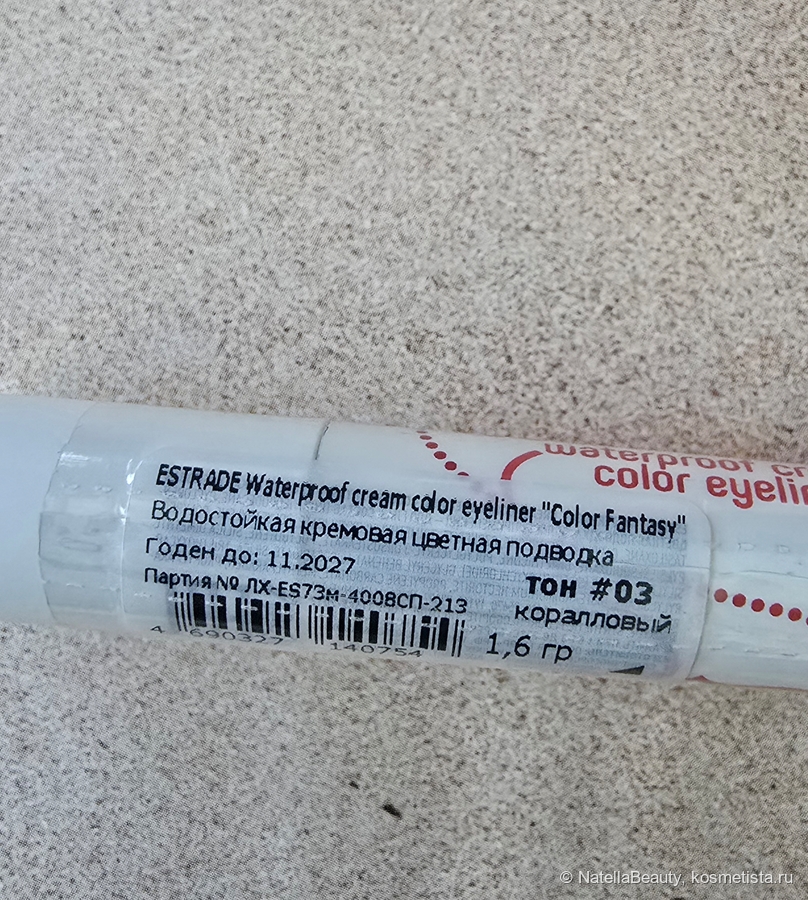 waterproof
color eyelin
ESTRADE Waterproof cream color eyeliner "Color Fantasy"
Водостойкая кремовая цветная подводка
Годен до: 11.2027
Партия № ЛХ-ES73м-4008СП-213
тон #03
коралловый
4 690327 140754
1,6 гр
© NatellaBeauty, kosmetista.ru